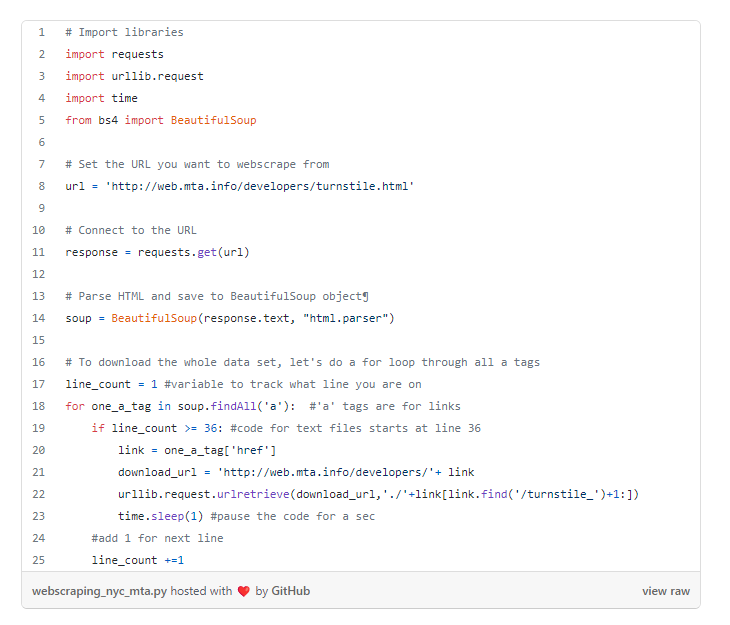 1 # Import libraries
2 import requests
3 import urllib.request
4 import time
5 from bs4 import BeautifulSoup
6
7 # Set the URL you want to webscrape from
8 url = 'http://web.mta.info/developers/turnstile.html'
9
10 # Connect to the URL
11 response = requests.get(url)
12
13 # Parse HTML and save to BeautifulSoup object¶
14 soup = BeautifulSoup(response.text, "html.parser")
15
16 # To download the whole data set, let's do a for loop through all a tags
17 line_count = 1 #variable to track what line you are on
18 for one_a_tag in soup.findAll('a'):  #'a' tags are for links
19     if line_count >= 36: #code for text files starts at line 36
20         link = one_a_tag['href']
21         download_url = 'http://web.mta.info/developers/'+ link
22         urllib.request.urlretrieve(download_url,'./'+link[link.find('/turnstile_')+1:])
23         time.sleep(1) #pause the code for a sec
24     #add 1 for next line
25     line_count +=1
webscraping_nyc_mta.py hosted with ❤ by GitHub view raw